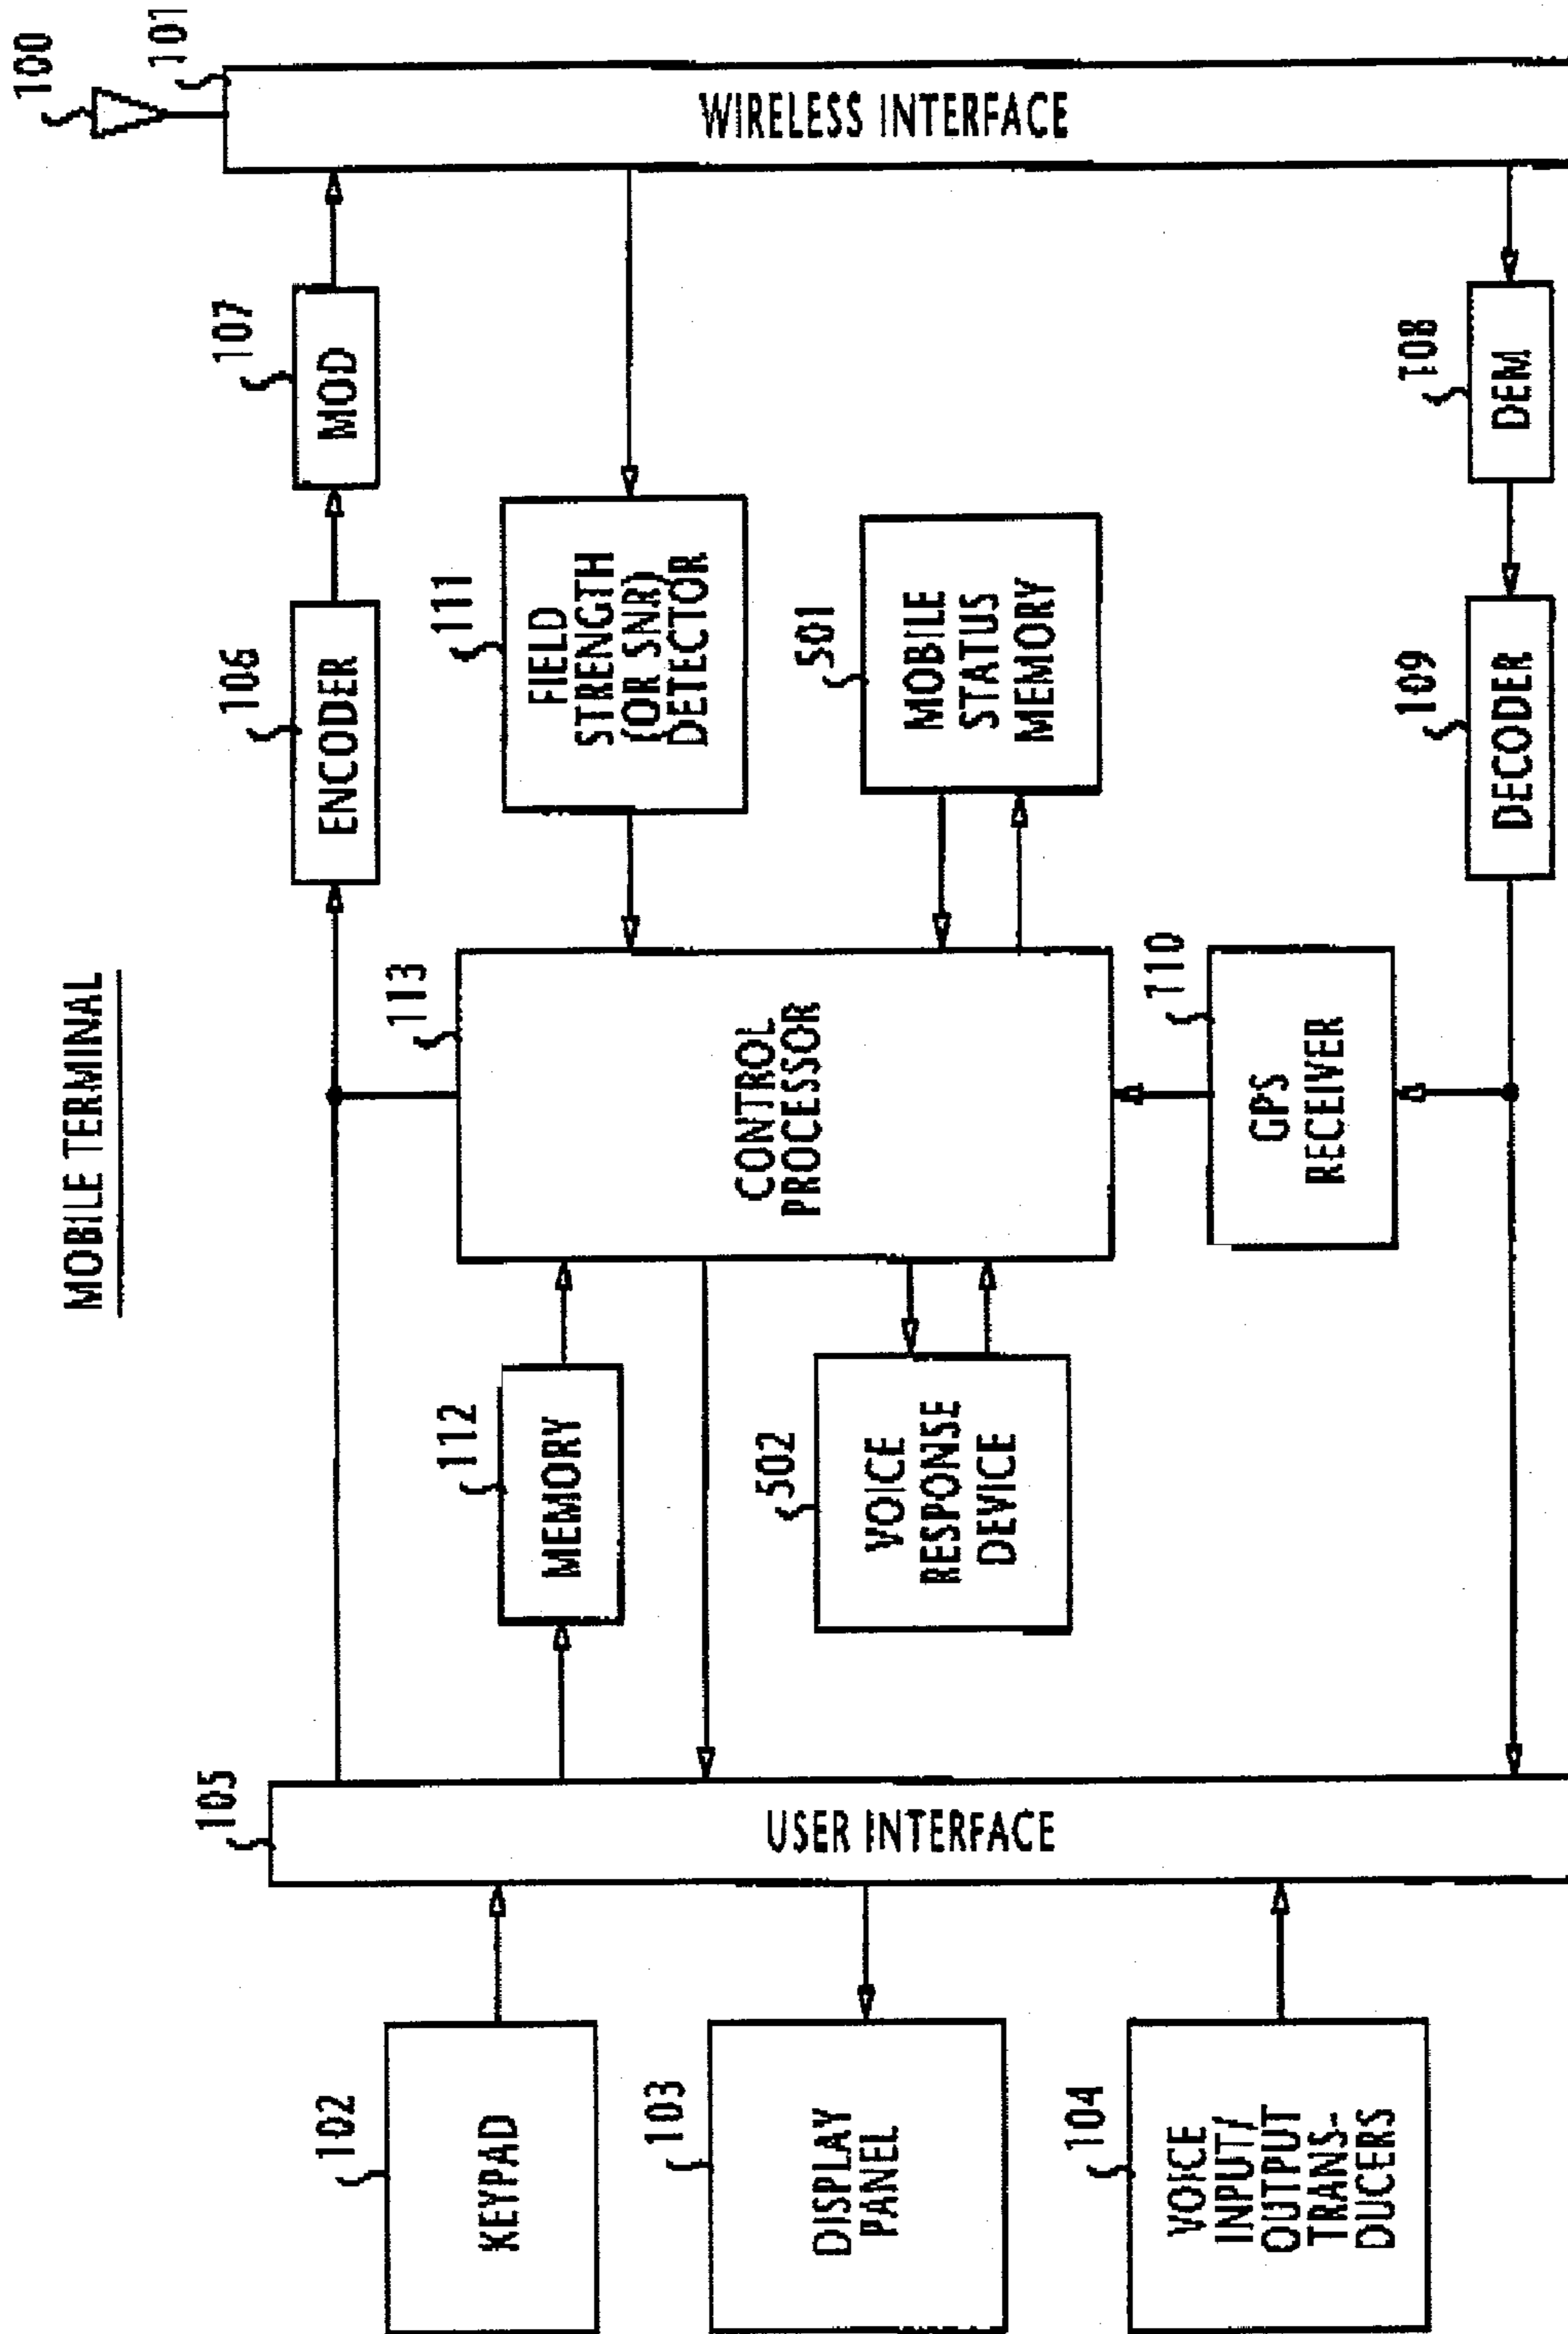 MOBILE TERMINAL
100
101
WIRELESS INTERFACE
102
KEYPAD
103
DISPLAY
PANEL
104
VOICE
INPUT/
OUTPUT
TRANS-
DUCERS
105
USER INTERFACE
106
ENCODER
107
MOD
112
MEMORY
113
CONTROL
PROCESSOR
111
FIELD
STRENGTH
(OR SNR)
DETECTOR
502
VOICE
RESPONSE
DEVICE
501
MOBILE
STATUS
MEMORY
110
GPS
RECEIVER
109
DECODER
108
DEM